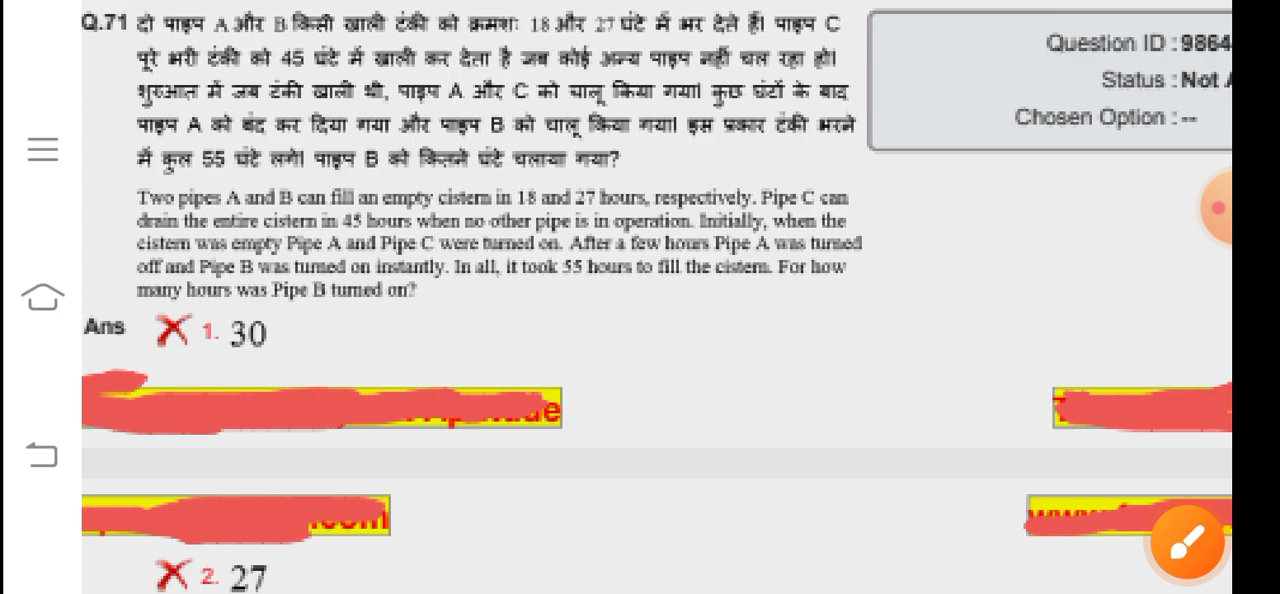 Q.71 दो पाइप A और B किसी खाली टंकी को क्रमशः 18 और 27 घंटे में भर देते हैं। पाइप C
पूरे भरी टंकी को 45 घंटे में खाली कर देता है जब कोई अन्य पाइप नहीं चल रहा हो।
शुरुआत में जब टंकी खाली थी, पाइप A और C को चालू किया गया। कुछ घंटों के बाद
पाइप A को बंद कर दिया गया और पाइप B को चालू किया गया। इस प्रकार टंकी भरने
में कुल 55 घंटे लगे। पाइप B को कितने घंटे चलाया गया?
Two pipes A and B can fill an empty cistern in 18 and 27 hours, respectively. Pipe C can
drain the entire cistern in 45 hours when no other pipe is in operation. Initially, when the
cistern was empty Pipe A and Pipe C were turned on. After a few hours Pipe A was turned
off and Pipe B was turned on instantly. In all, it took 55 hours to fill the cistern. For how
many hours was Pipe B turned on?
Question ID : 9864
Status : Not
Chosen Option : --
Ans 1. 30
2. 27